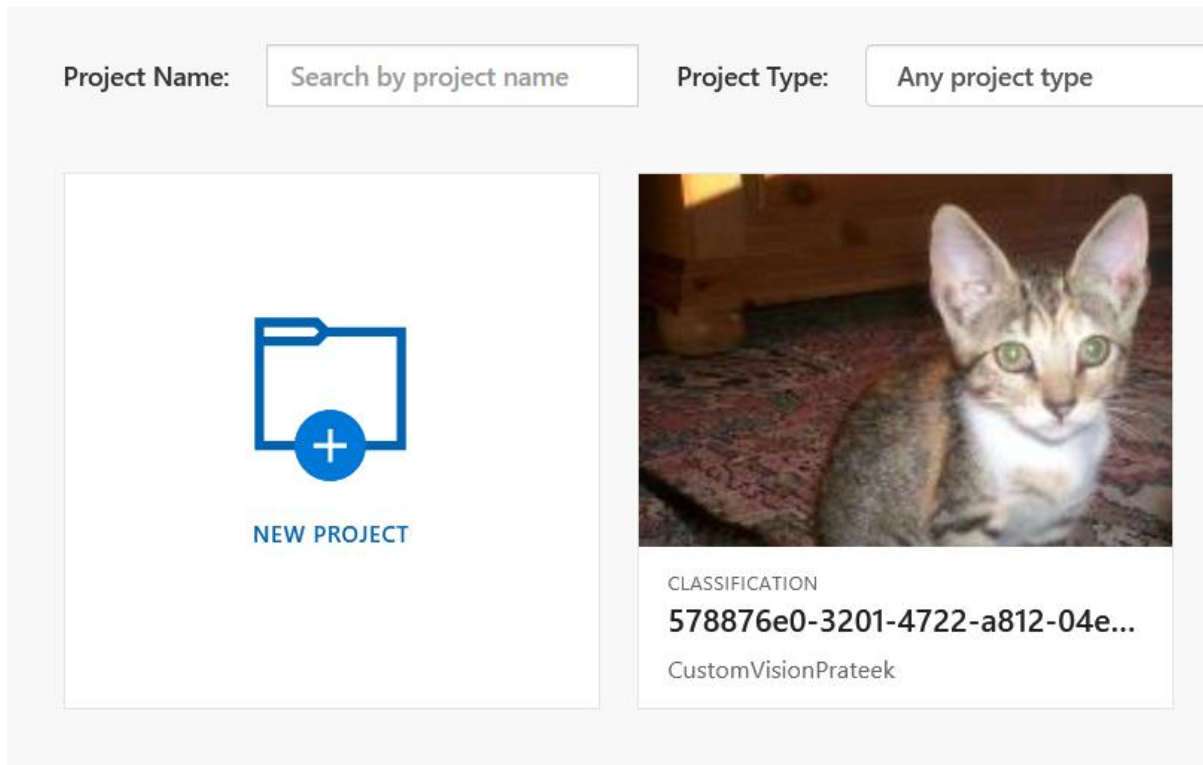 Project Name: Search by project name Project Type: Any project type
NEW PROJECT
CLASSIFICATION
578876e0-3201-4722-a812-04e...
CustomVisionPrateek